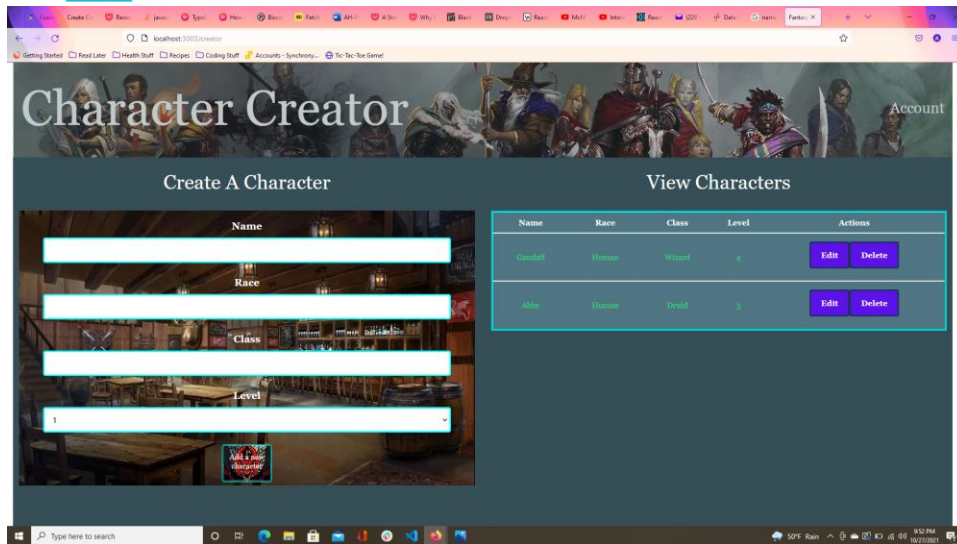 Create Co
localhost:3005/creator
Getting Started Read Later Health Stuff Recipes Coding Stuff Accounts - Synchrony... Tic-Tac-Toe Game!
Character Creator
Account
Create A Character
View Characters
Name
Race
Class
Level
1
Add a new
character
Name Race Class Level Actions
Gandalf Human Wizard 4 Edit Delete
Abby Human Druid 3 Edit Delete
Type here to search
50°F Rain
9:52 PM
10/27/2021